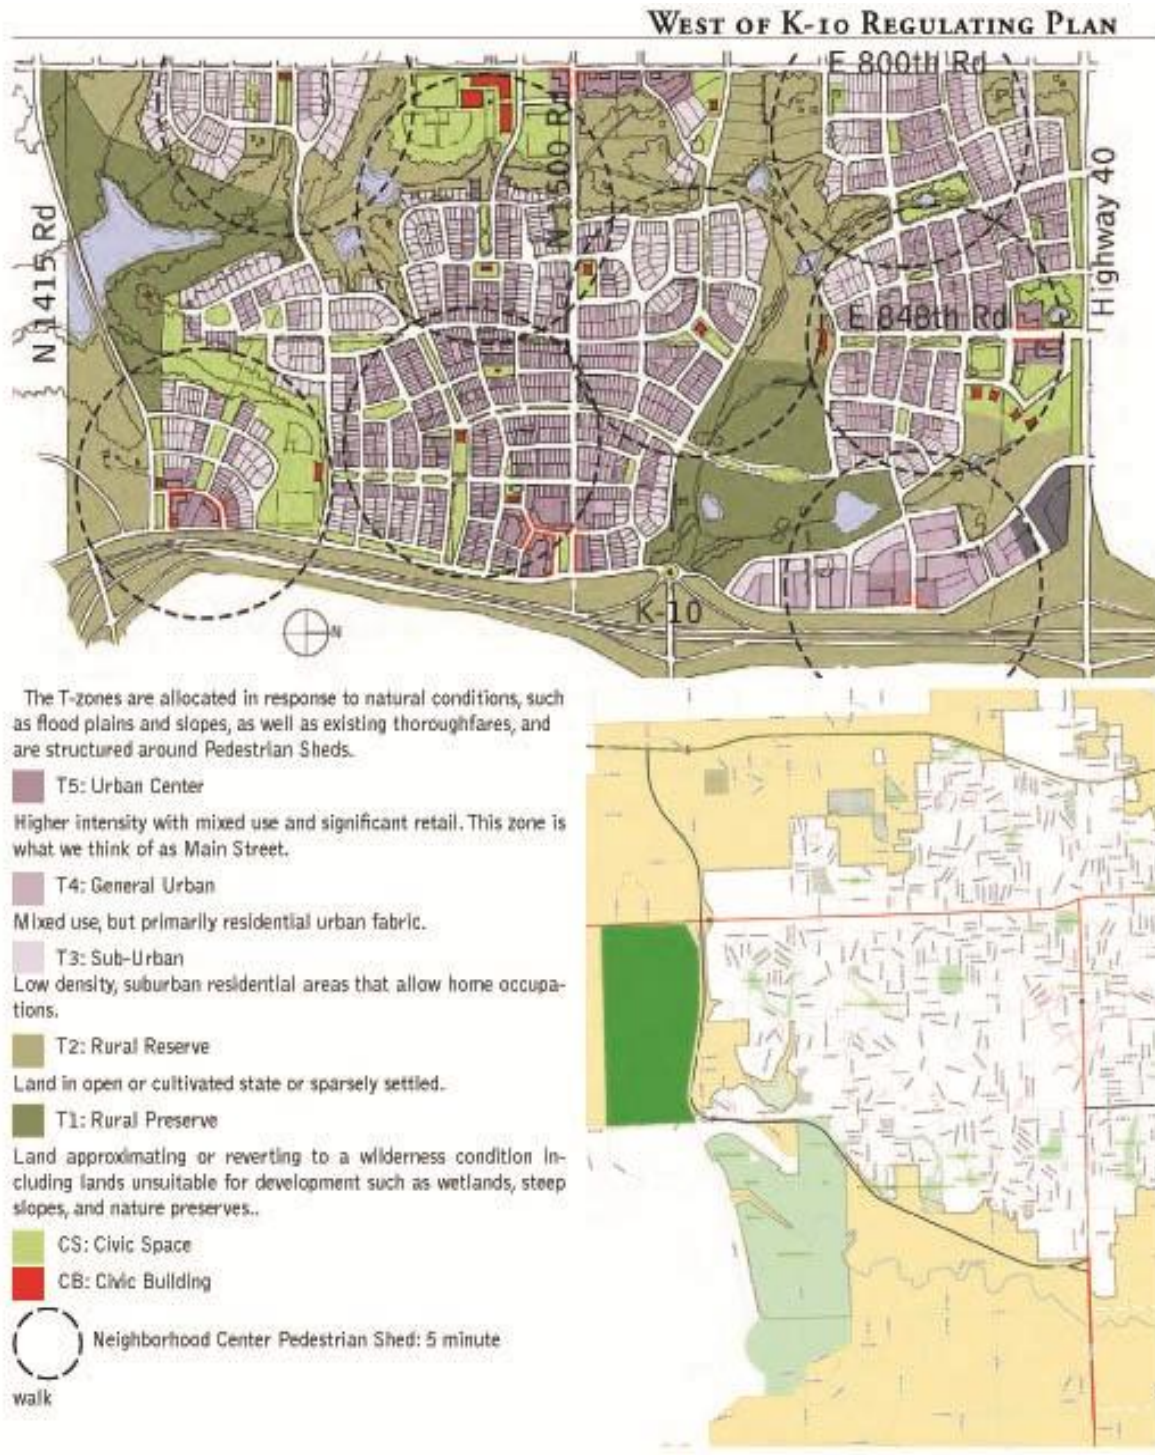 WEST OF K-10 REGULATING PLAN
E 800th Rd
N 1500 Rd
Highway 40
N 1415 Rd
E 848th Rd
K-10
N
The T-zones are allocated in response to natural conditions, such
as flood plains and slopes, as well as existing thoroughfares, and
are structured around Pedestrian Sheds.
T5: Urban Center
Higher intensity with mixed use and significant retail. This zone is
what we think of as Main Street.
T4: General Urban
Mixed use, but primarily residential urban fabric.
T3: Sub-Urban
Low density, suburban residential areas that allow home occupa-
tions.
T2: Rural Reserve
Land in open or cultivated state or sparsely settled.
T1: Rural Preserve
Land approximating or reverting to a wilderness condition in-
cluding lands unsuitable for development such as wetlands, steep
slopes, and nature preserves..
CS: Civic Space
CB: Civic Building
Neighborhood Center Pedestrian Shed: 5 minute
walk